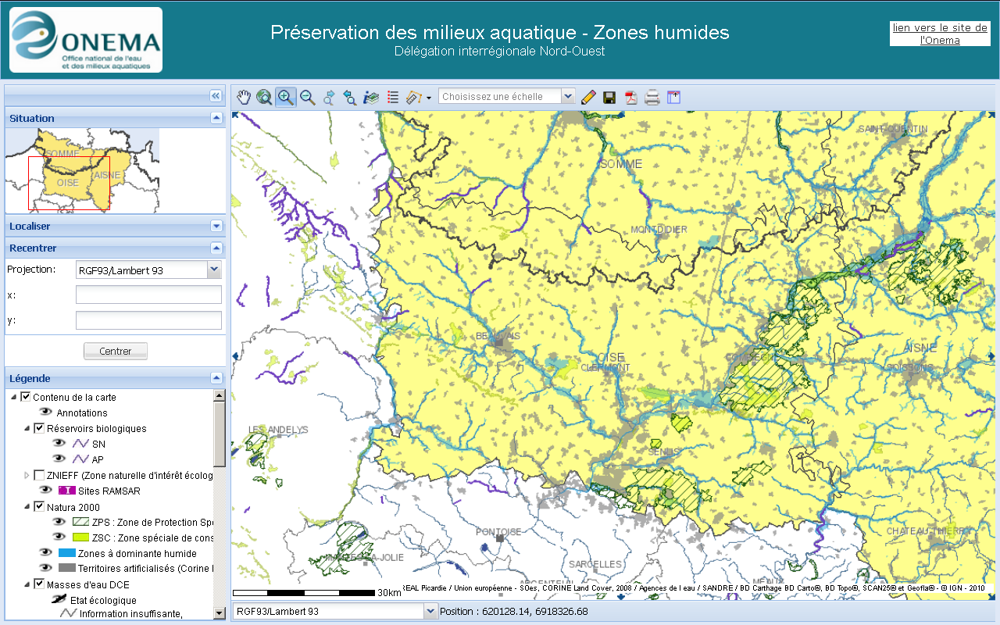 ONEMA
Office national de l'eau
et des milieux aquatiques
Préservation des milieux aquatique - Zones humides
Délégation interrégionale Nord-Ouest
lien vers le site de
l'Onema
Choisissez une échelle
Situation
SOMME
OISE
AISNE
Localiser
Recentrer
Projection:
RGF93/Lambert 93
x:
y:
Centrer
Légende
Contenu de la carte
Annotations
Réservoirs biologiques
SN
AP
ZNIEFF (Zone naturelle d'intérêt écolog
Sites RAMSAR
Natura 2000
ZPS : Zone de Protection Spé
ZSC : Zone spéciale de cons
Zones à dominante humide
Territoires artificialisés (Corine
Masses d'eau DCE
Etat écologique
Information insuffisante,
SAINT-QUENTIN
SOMME
MONTDIDIER
BEAUVAIS
OISE
CLERMONT
COMPIEGNE
AISNE
SOISSONS
LES ANDELYS
SENLIS
PONTOISE
MANTES-LA-JOLIE
SARCELLES
CHATEAU-THIERRY
ARGENTEUIL
MEAUX
30km
REAL Picardie / Union européenne - SOes, CORINE Land Cover, 2008 / Agences de l eau / SANDRE / BD Carthage BD Carto®, BD Topo®, SCAN25® et Geofla® - © IGN - 2010
RGF93/Lambert 93
Position : 620128.14, 6918326.68